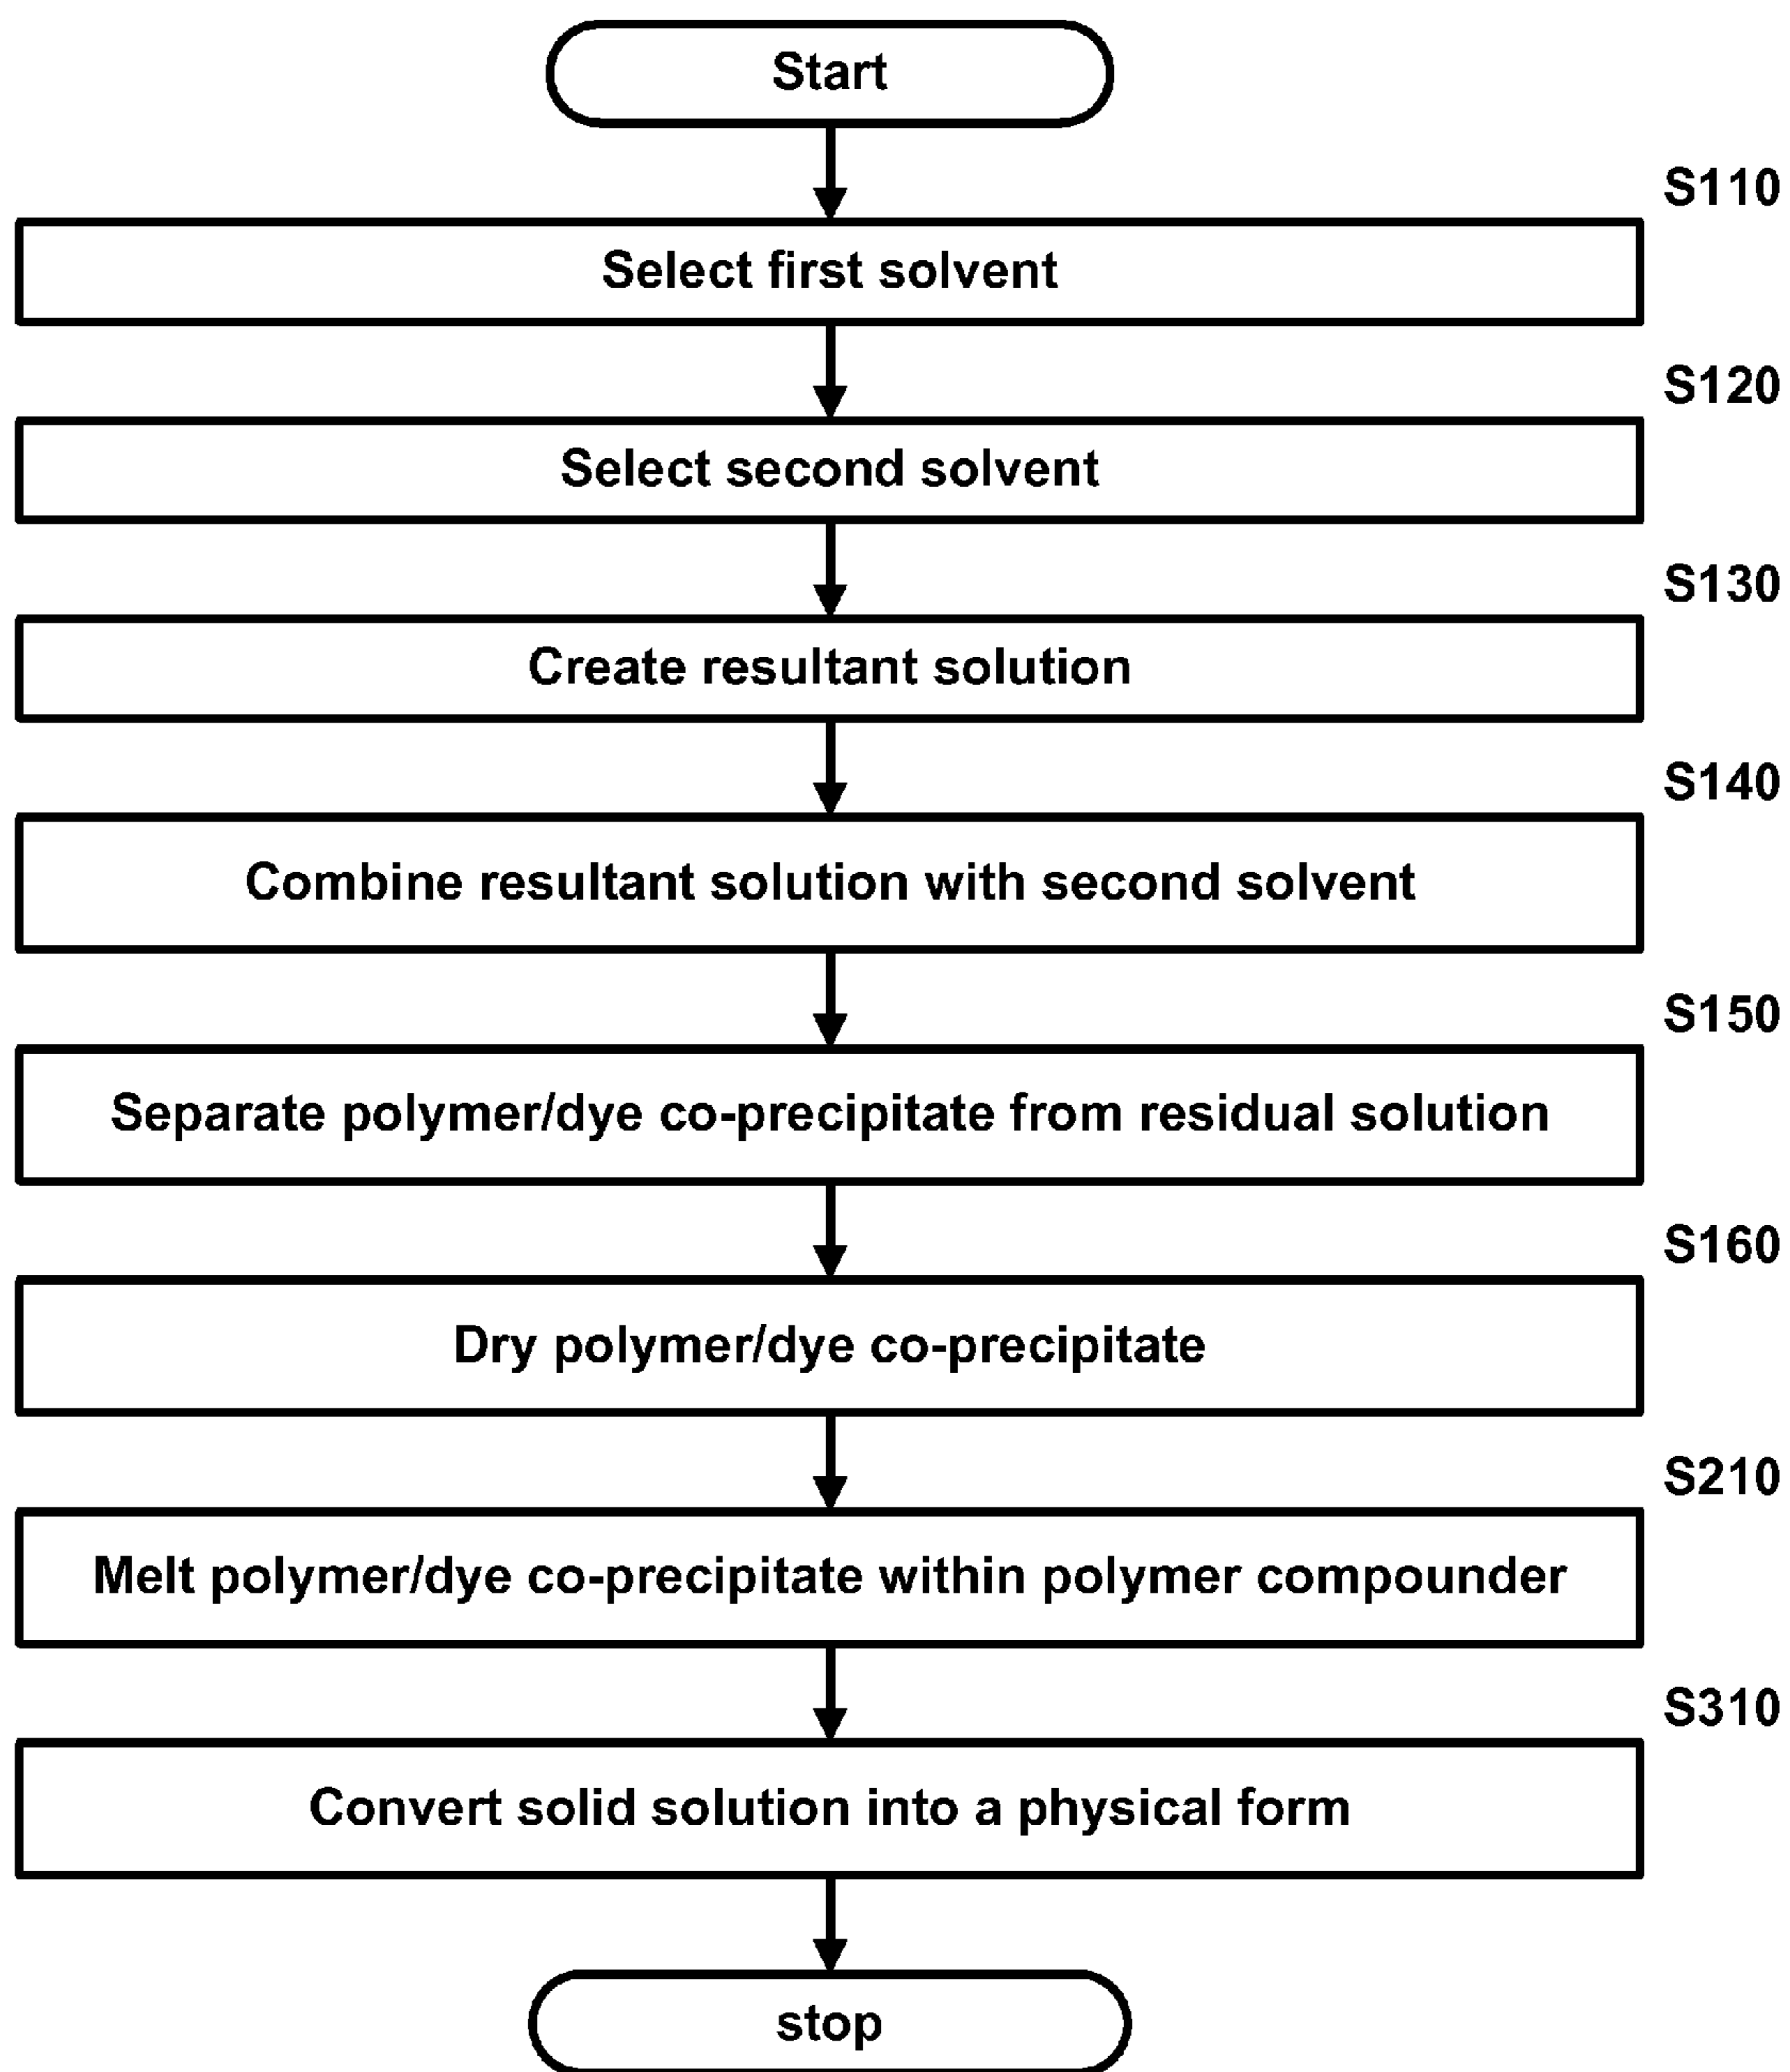 Start
S110
Select first solvent
S120
Select second solvent
S130
Create resultant solution
S140
Combine resultant solution with second solvent
S150
Separate polymer/dye co-precipitate from residual solution
S160
Dry polymer/dye co-precipitate
S210
Melt polymer/dye co-precipitate within polymer compounder
S310
Convert solid solution into a physical form
stop